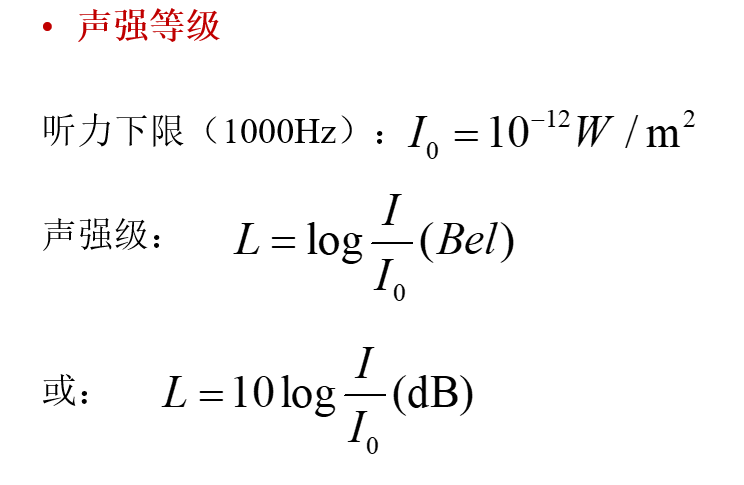 • 声强等级
听力下限（1000Hz）：I₀ = 10⁻¹² W / m²
声强级： L = log I/I₀ (Bel)
或： L = 10 log I/I₀ (dB)